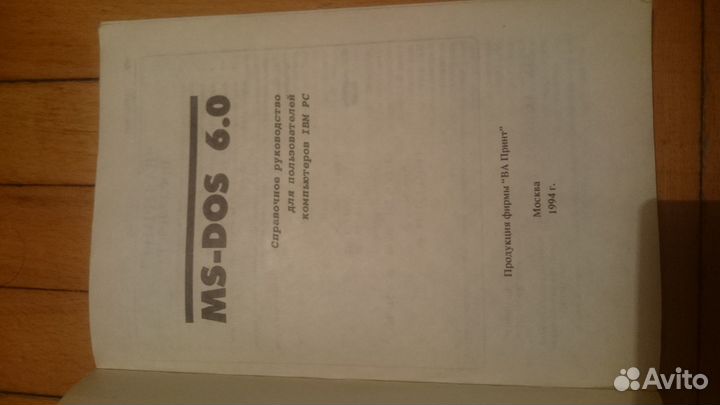 MS-DOS 6.0
Справочное руководство
для пользователей
компьютеров IBM PC
Продукция фирмы "ВА Принт"
Москва
1994 г.
Avito